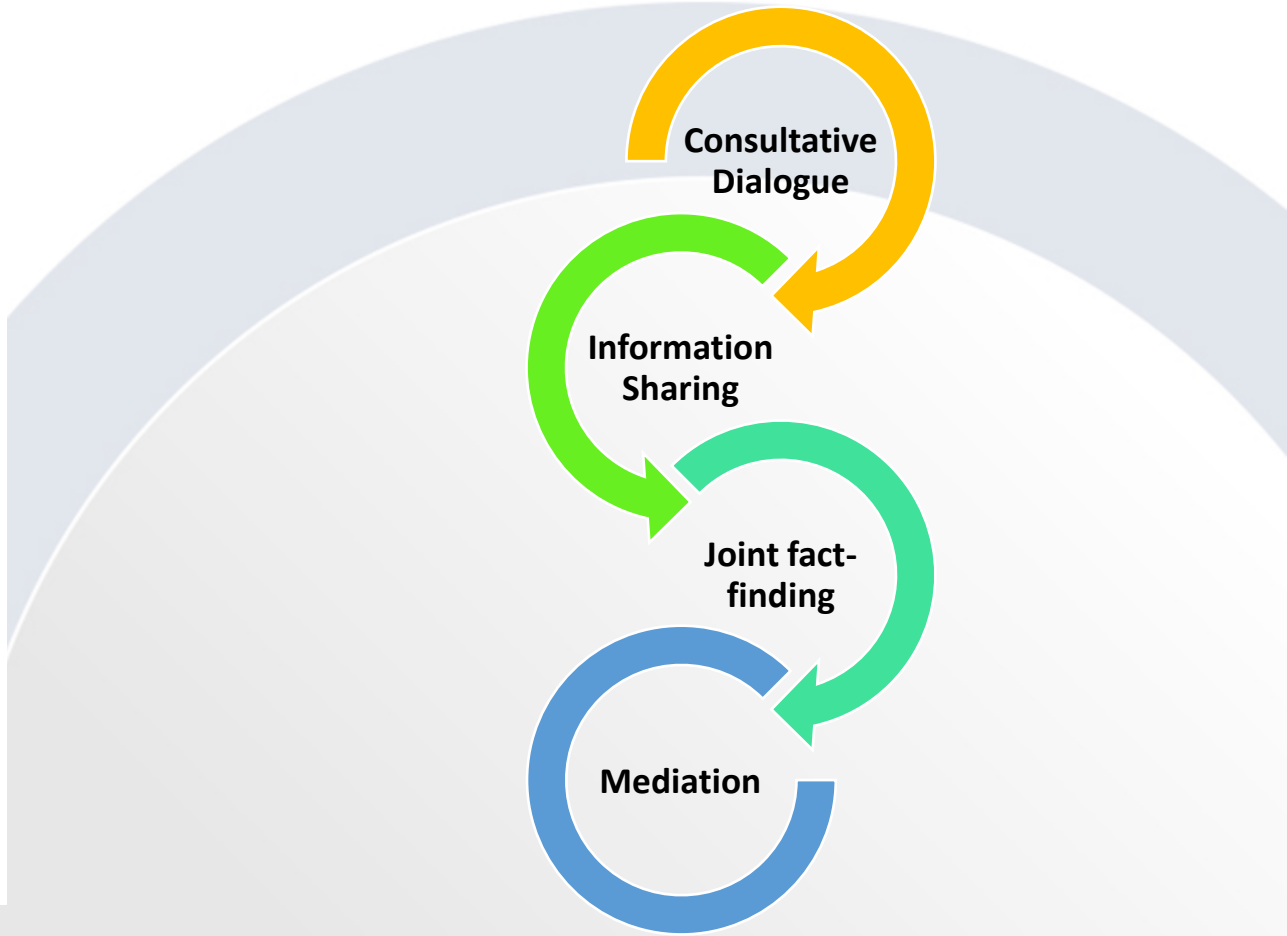 Consultative
Dialogue
Information
Sharing
Joint fact-
finding
Mediation